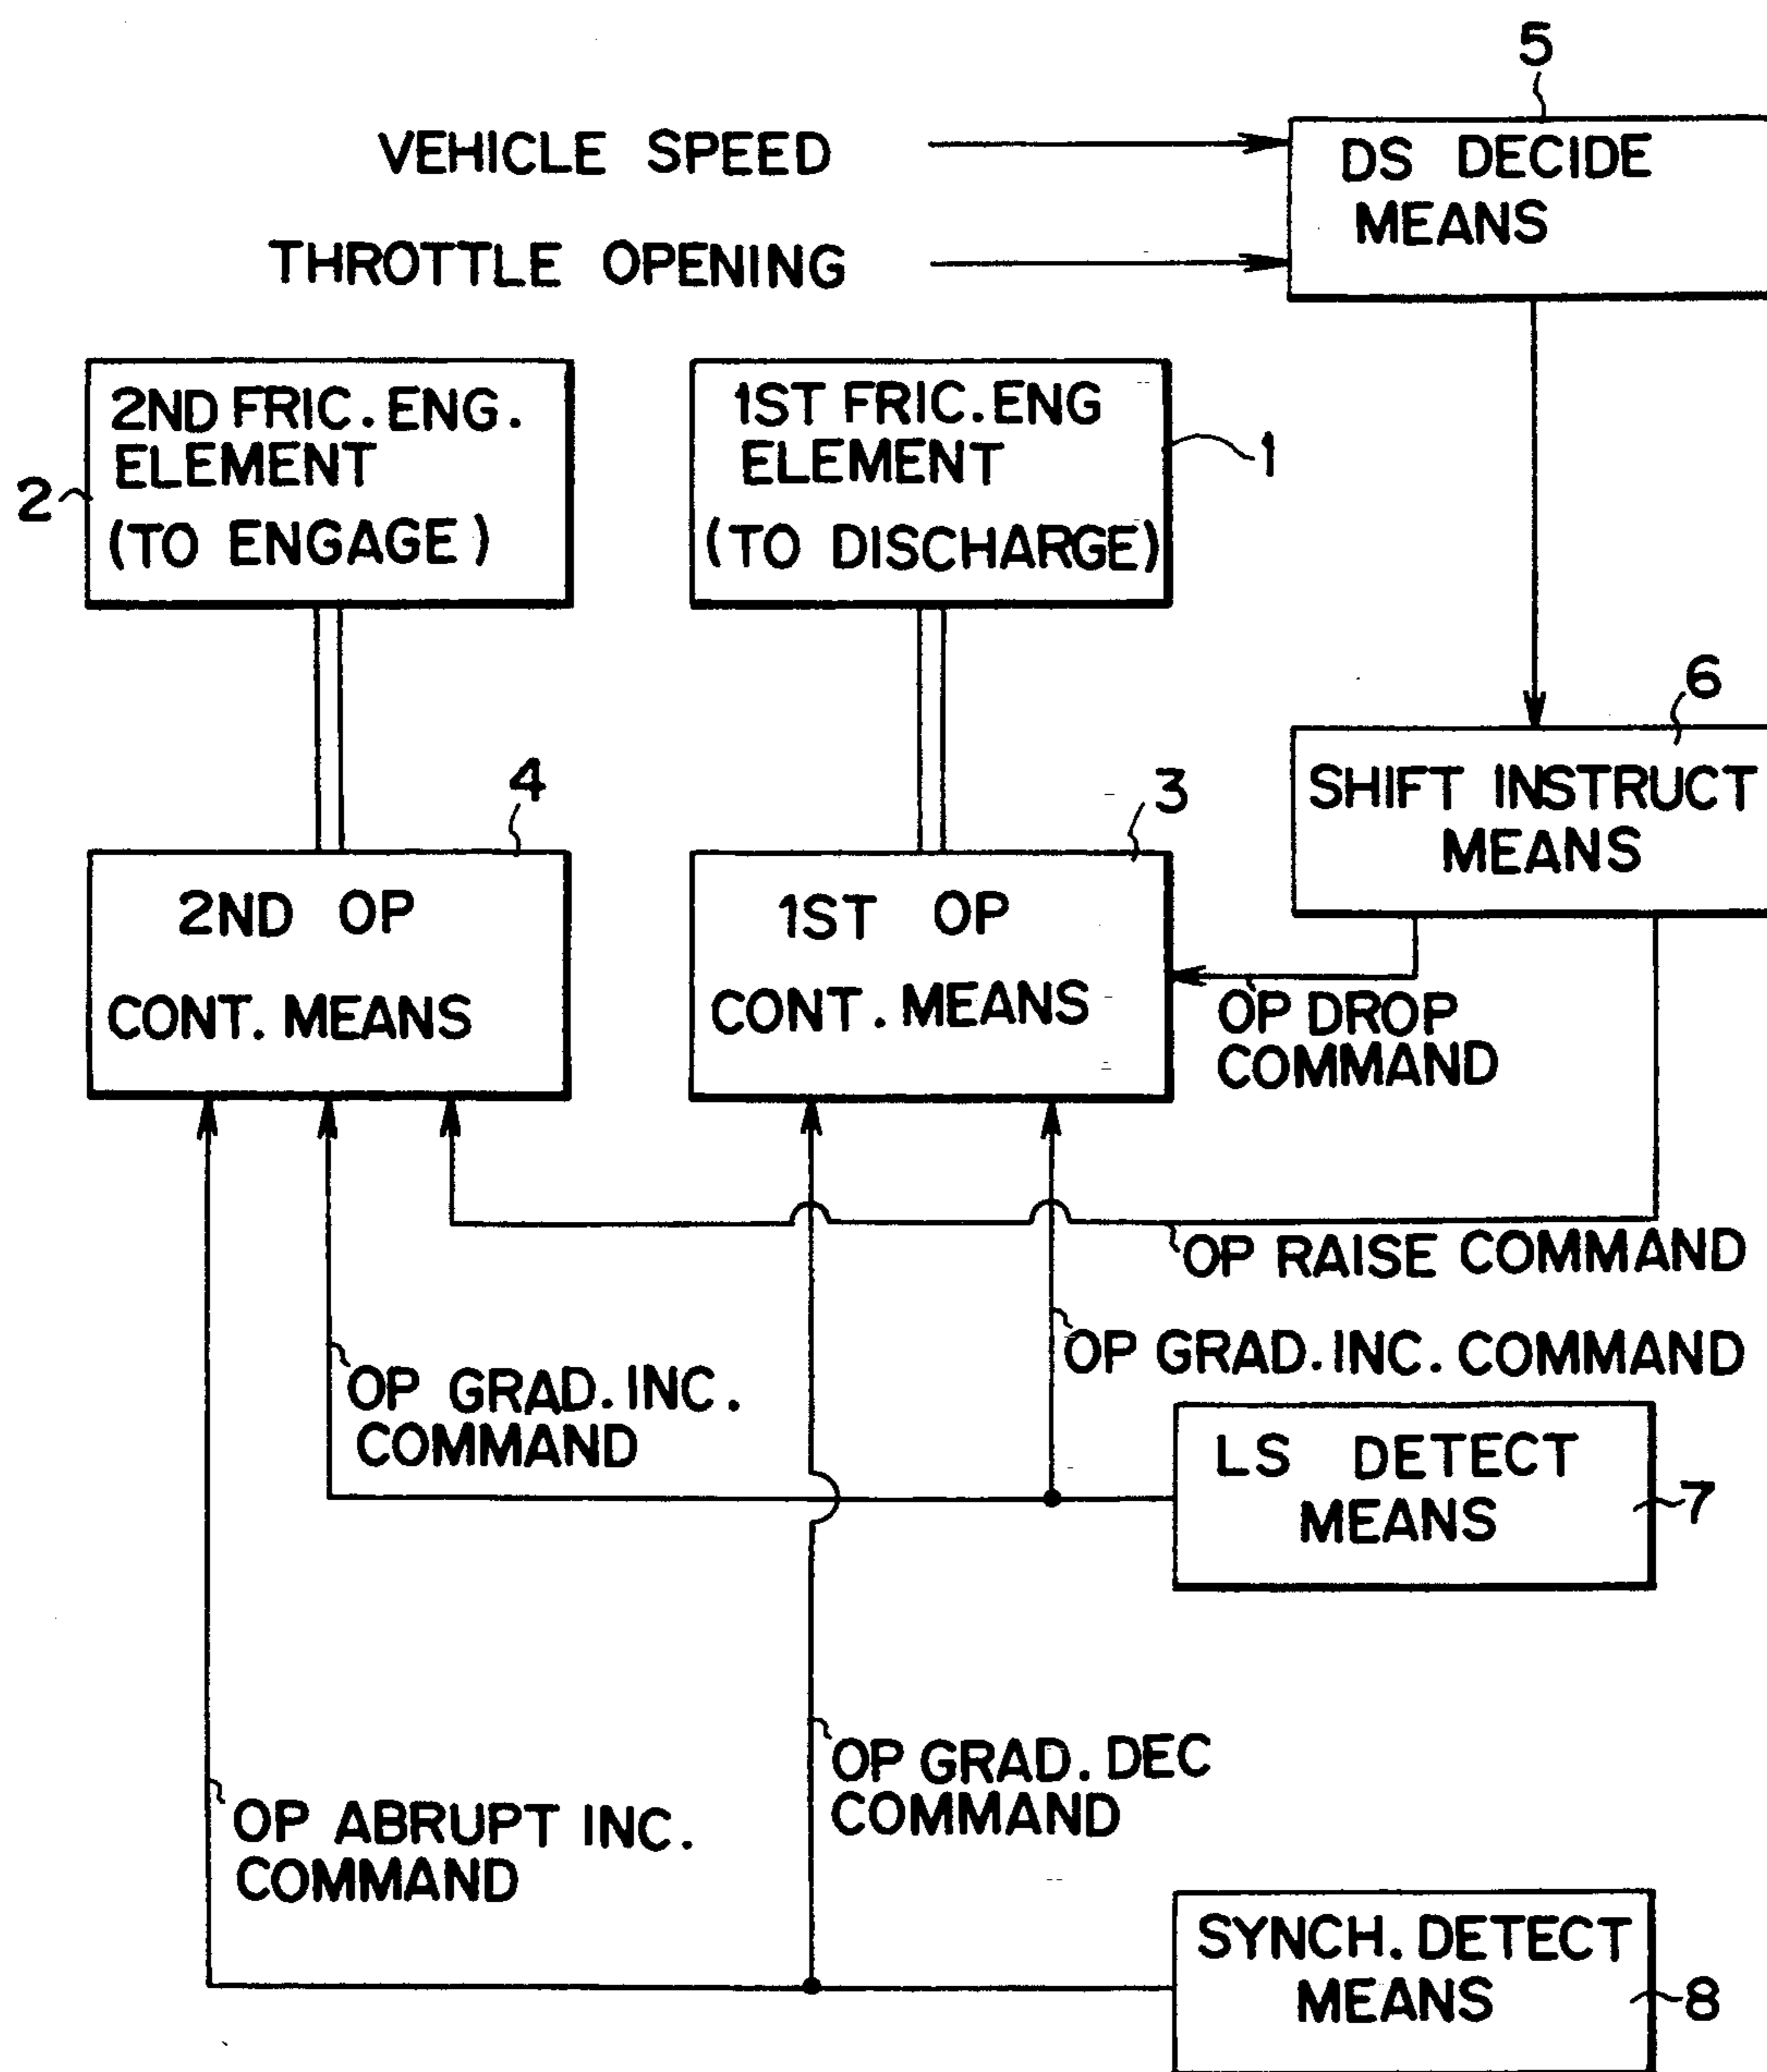 5
VEHICLE SPEED
DS DECIDE
MEANS
THROTTLE OPENING
2ND FRIC. ENG.
ELEMENT
(TO ENGAGE)
2
1ST FRIC. ENG
ELEMENT
(TO DISCHARGE)
1
6
SHIFT INSTRUCT
MEANS
4
2ND OP
CONT. MEANS
3
1ST OP
CONT. MEANS
OP DROP
COMMAND
OP RAISE COMMAND
OP GRAD. INC. COMMAND
OP GRAD. INC.
COMMAND
LS DETECT
MEANS
7
OP GRAD. DEC
COMMAND
OP ABRUPT INC.
COMMAND
SYNCH. DETECT
MEANS
8